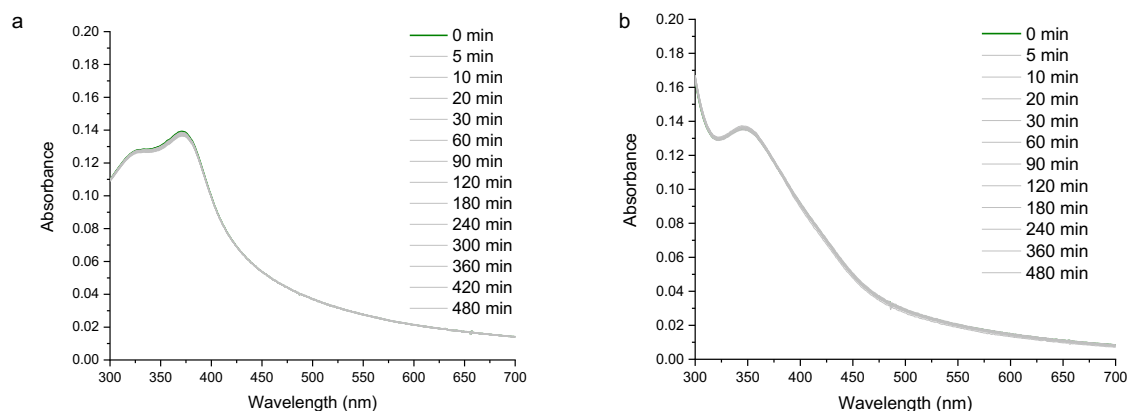 a
0.20
0.18
0.16
0.14
0.12
0.10
0.08
0.06
0.04
0.02
0.00
Absorbance
300 350 400 450 500 550 600 650 700
Wavelength (nm)
0 min
5 min
10 min
20 min
30 min
60 min
90 min
120 min
180 min
240 min
300 min
360 min
420 min
480 min
b
0.20
0.18
0.16
0.14
0.12
0.10
0.08
0.06
0.04
0.02
0.00
Absorbance
300 350 400 450 500 550 600 650 700
Wavelength (nm)
0 min
5 min
10 min
20 min
30 min
60 min
90 min
120 min
180 min
240 min
360 min
480 min